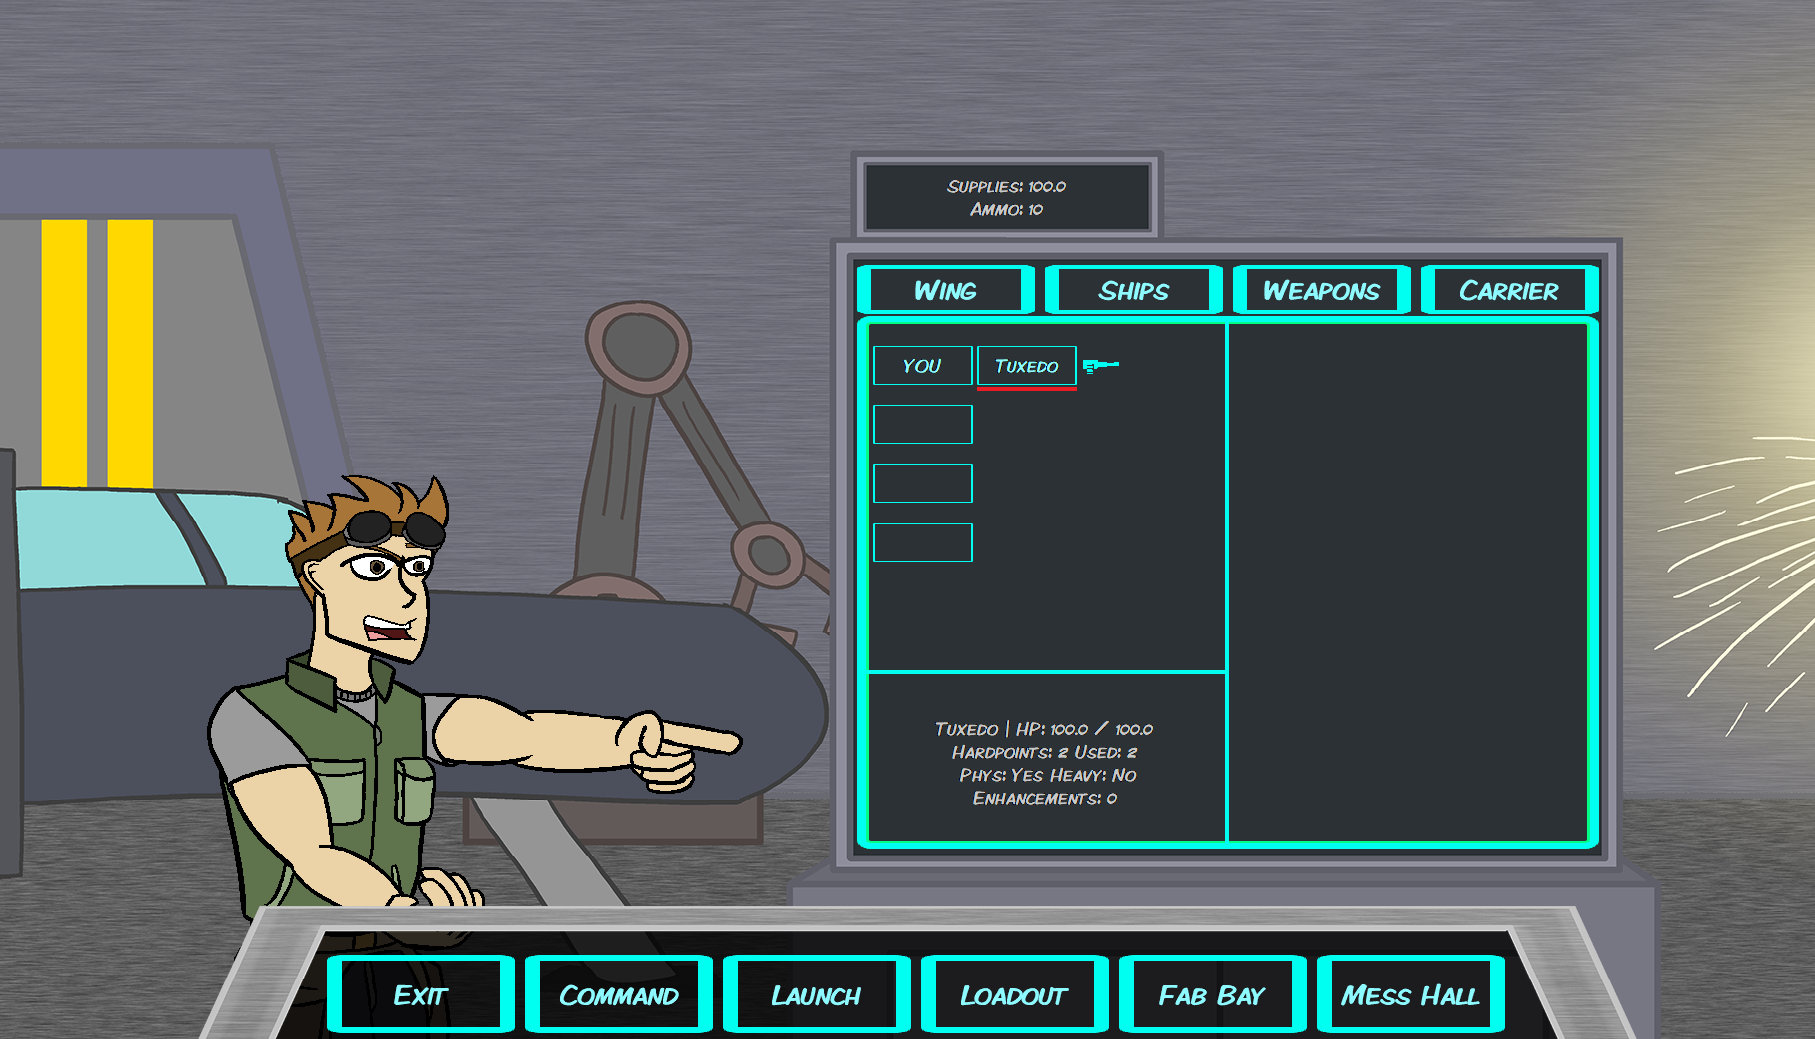 Supplies: 100.0
Ammo: 10
Wing Ships Weapons Carrier
YOU Tuxedo
Tuxedo | HP: 100.0 / 100.0
Hardpoints: 2 Used: 2
Phys: Yes Heavy: No
Enhancements: 0
Exit Command Launch Loadout Fab Bay Mess Hall